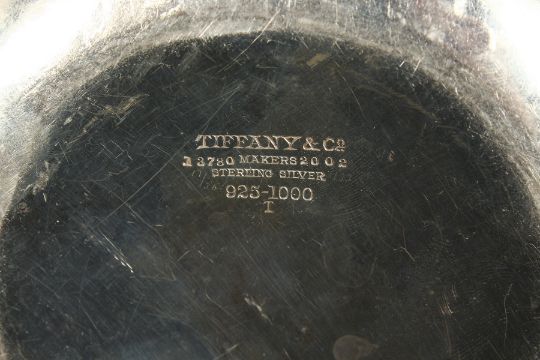 TIFFANY & Co
13780 MAKERS 2002
STERLING SILVER
925-1000
T